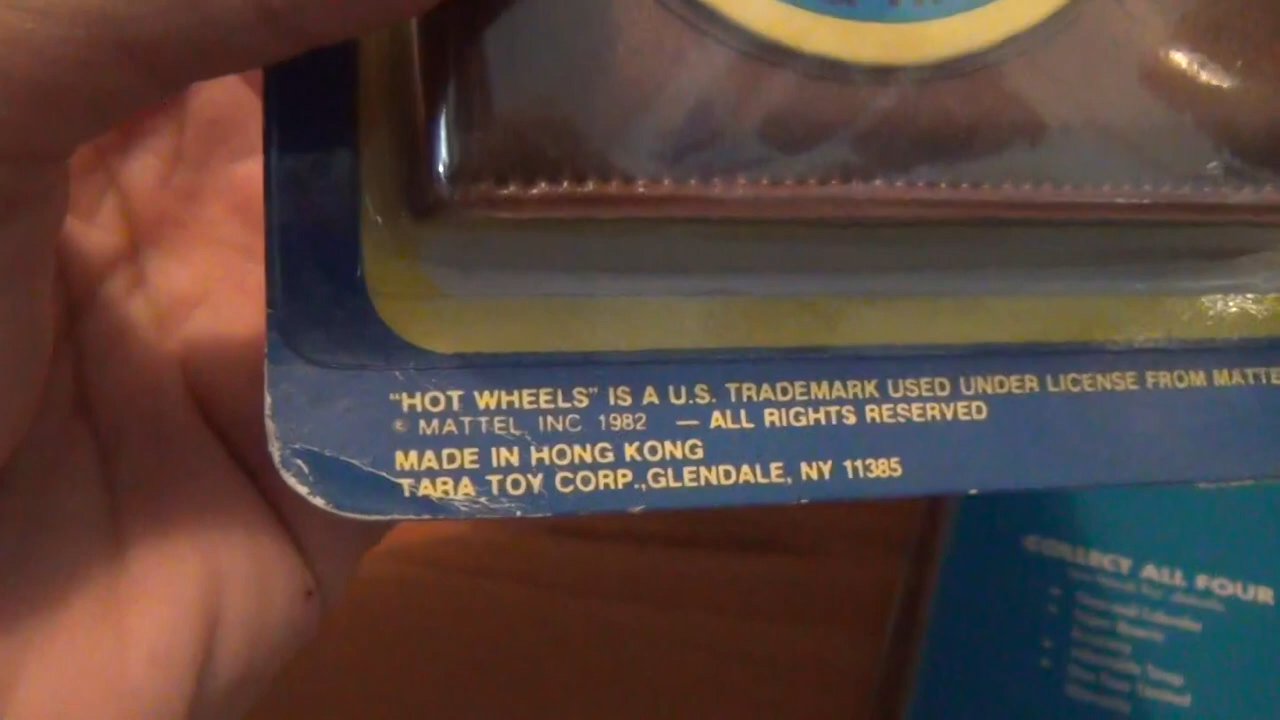 "HOT WHEELS" IS A U.S. TRADEMARK USED UNDER LICENSE FROM MATTE
© MATTEL, INC 1982 — ALL RIGHTS RESERVED
MADE IN HONG KONG
TARA TOY CORP.,GLENDALE, NY 11385
COLLECT ALL FOUR